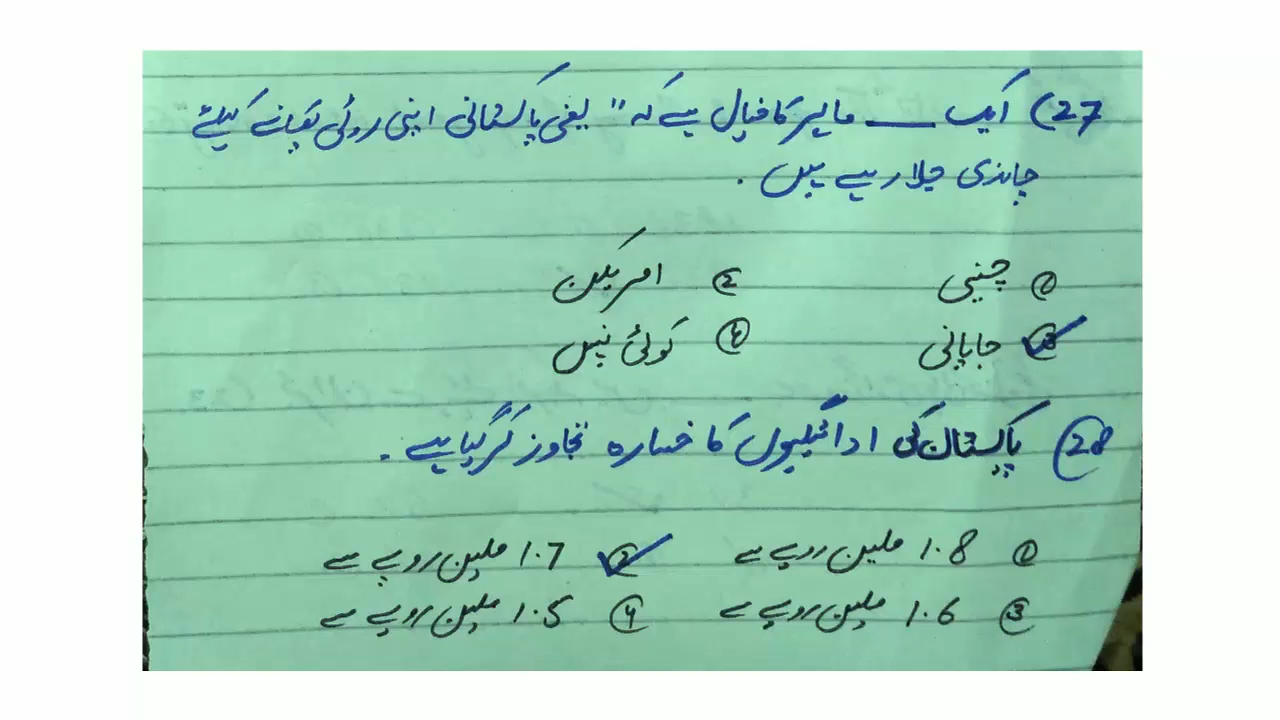 27) ایک ــــ ماہر کا خیال ہے کہ " یعنی پاکستانی اپنی روٹی پکانے کیلئے
چاندی جلا رہے ہیں ۔
① چینی ② امریکن
③ جاپانی ④ کوئی نہیں
28) پاکستان کی ادائیگیوں کا خسارہ تجاوز کر گیا ہے ۔
① 1.8 ملین روپے سے ② 1.7 ملین روپے سے
③ 1.6 ملین روپے سے ④ 1.5 ملین روپے سے